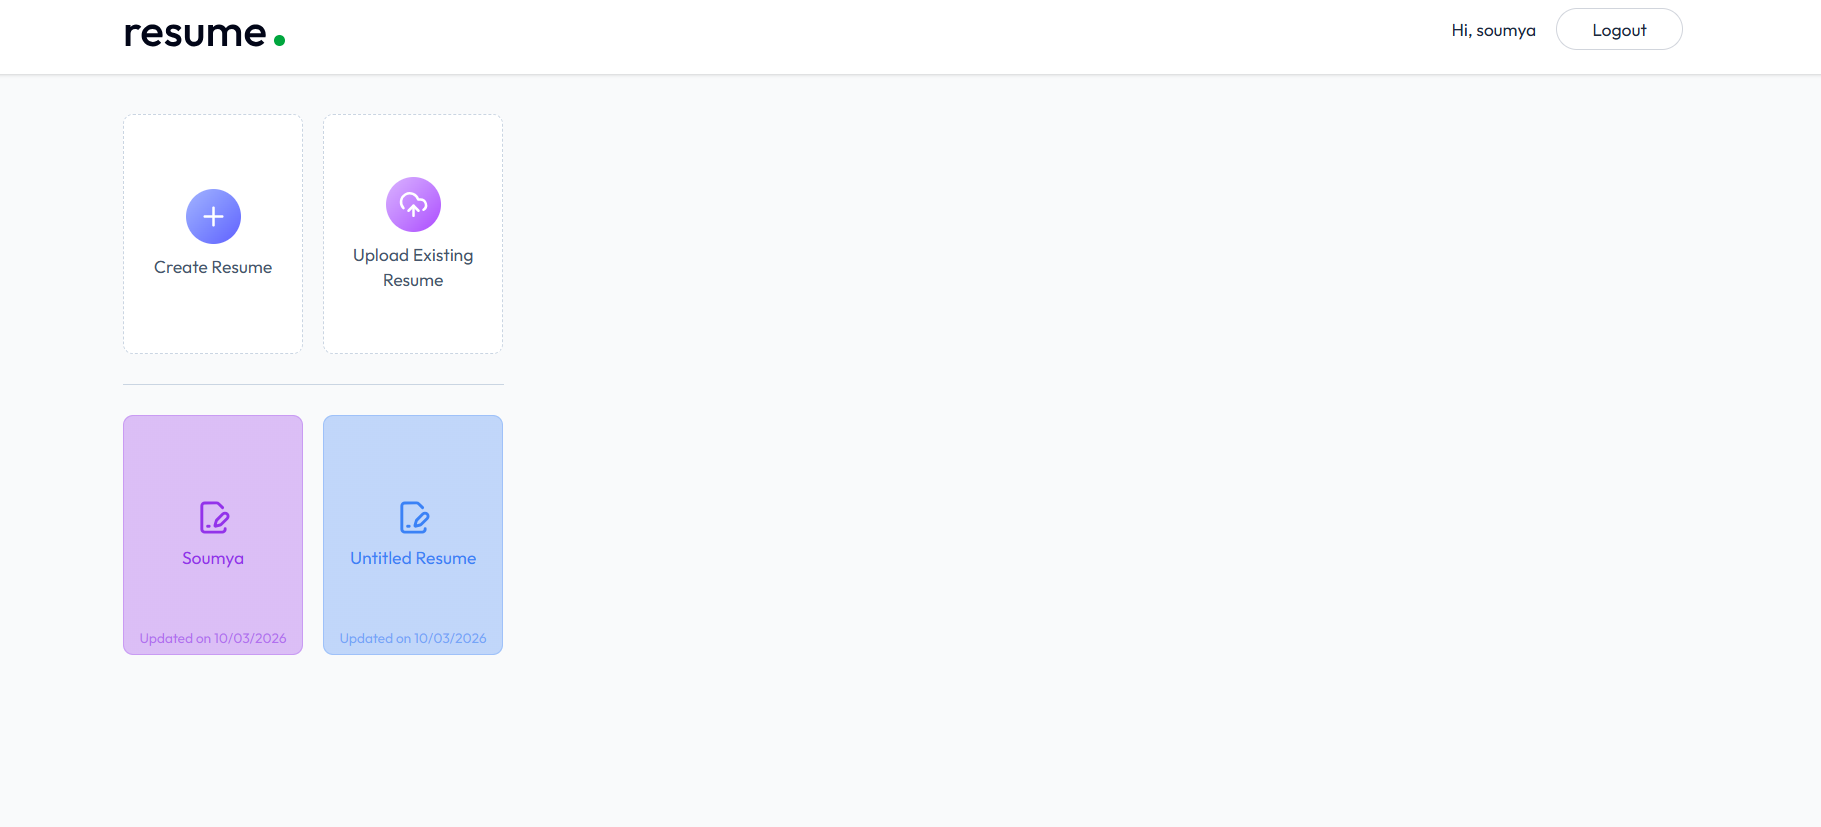 resume.
Hi, soumya
Logout
Create Resume
Upload Existing
Resume
Soumya
Updated on 10/03/2026
Untitled Resume
Updated on 10/03/2026